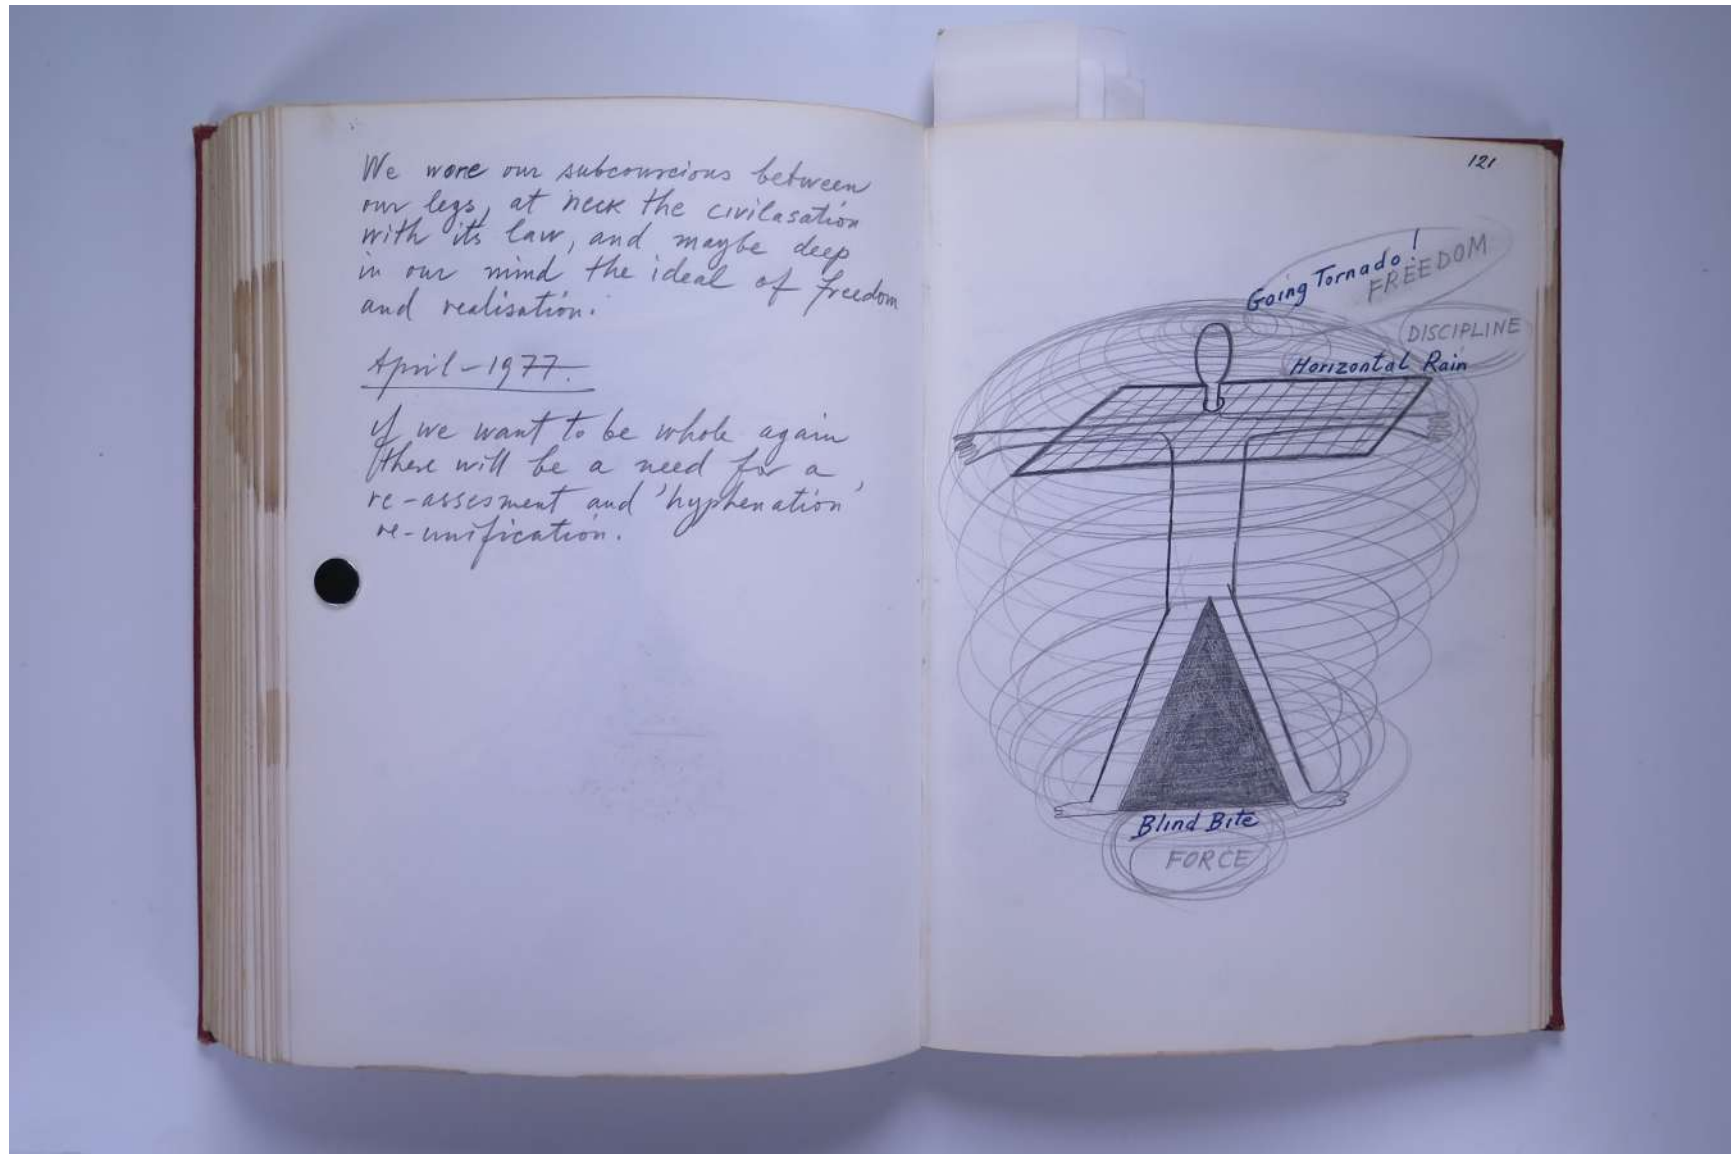 We wore our subconscious between
our legs, at neck the civilasation
with its law, and maybe deep
in our mind the ideal of freedom
and realisation.
April - 1977.
if we want to be whole again
there will be a need for a
re-assesment and 'hyphenation'
re-unification.
121
Going Tornado!
FREEDOM
DISCIPLINE
Horizontal Rain
Blind Bite
FORCE